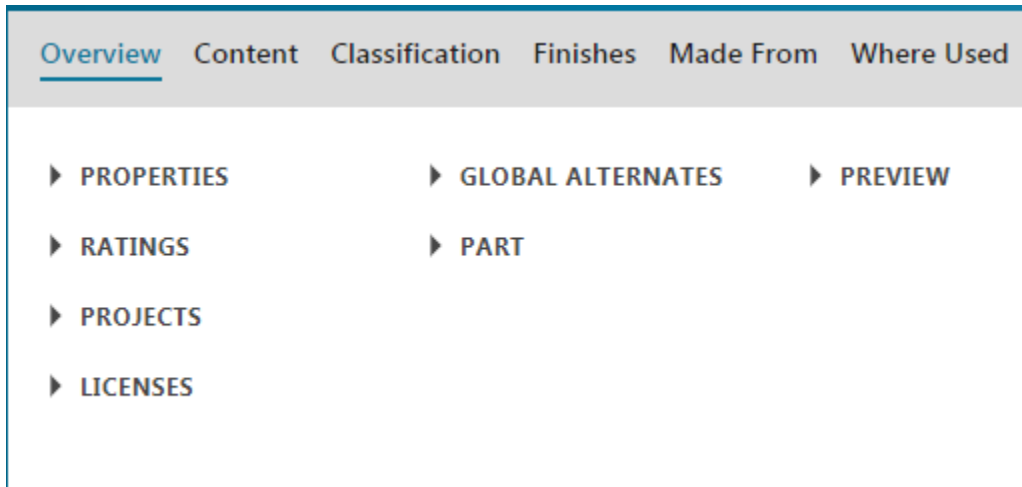 Overview Content Classification Finishes Made From Where Used
PROPERTIES GLOBAL ALTERNATES PREVIEW
RATINGS PART
PROJECTS
LICENSES